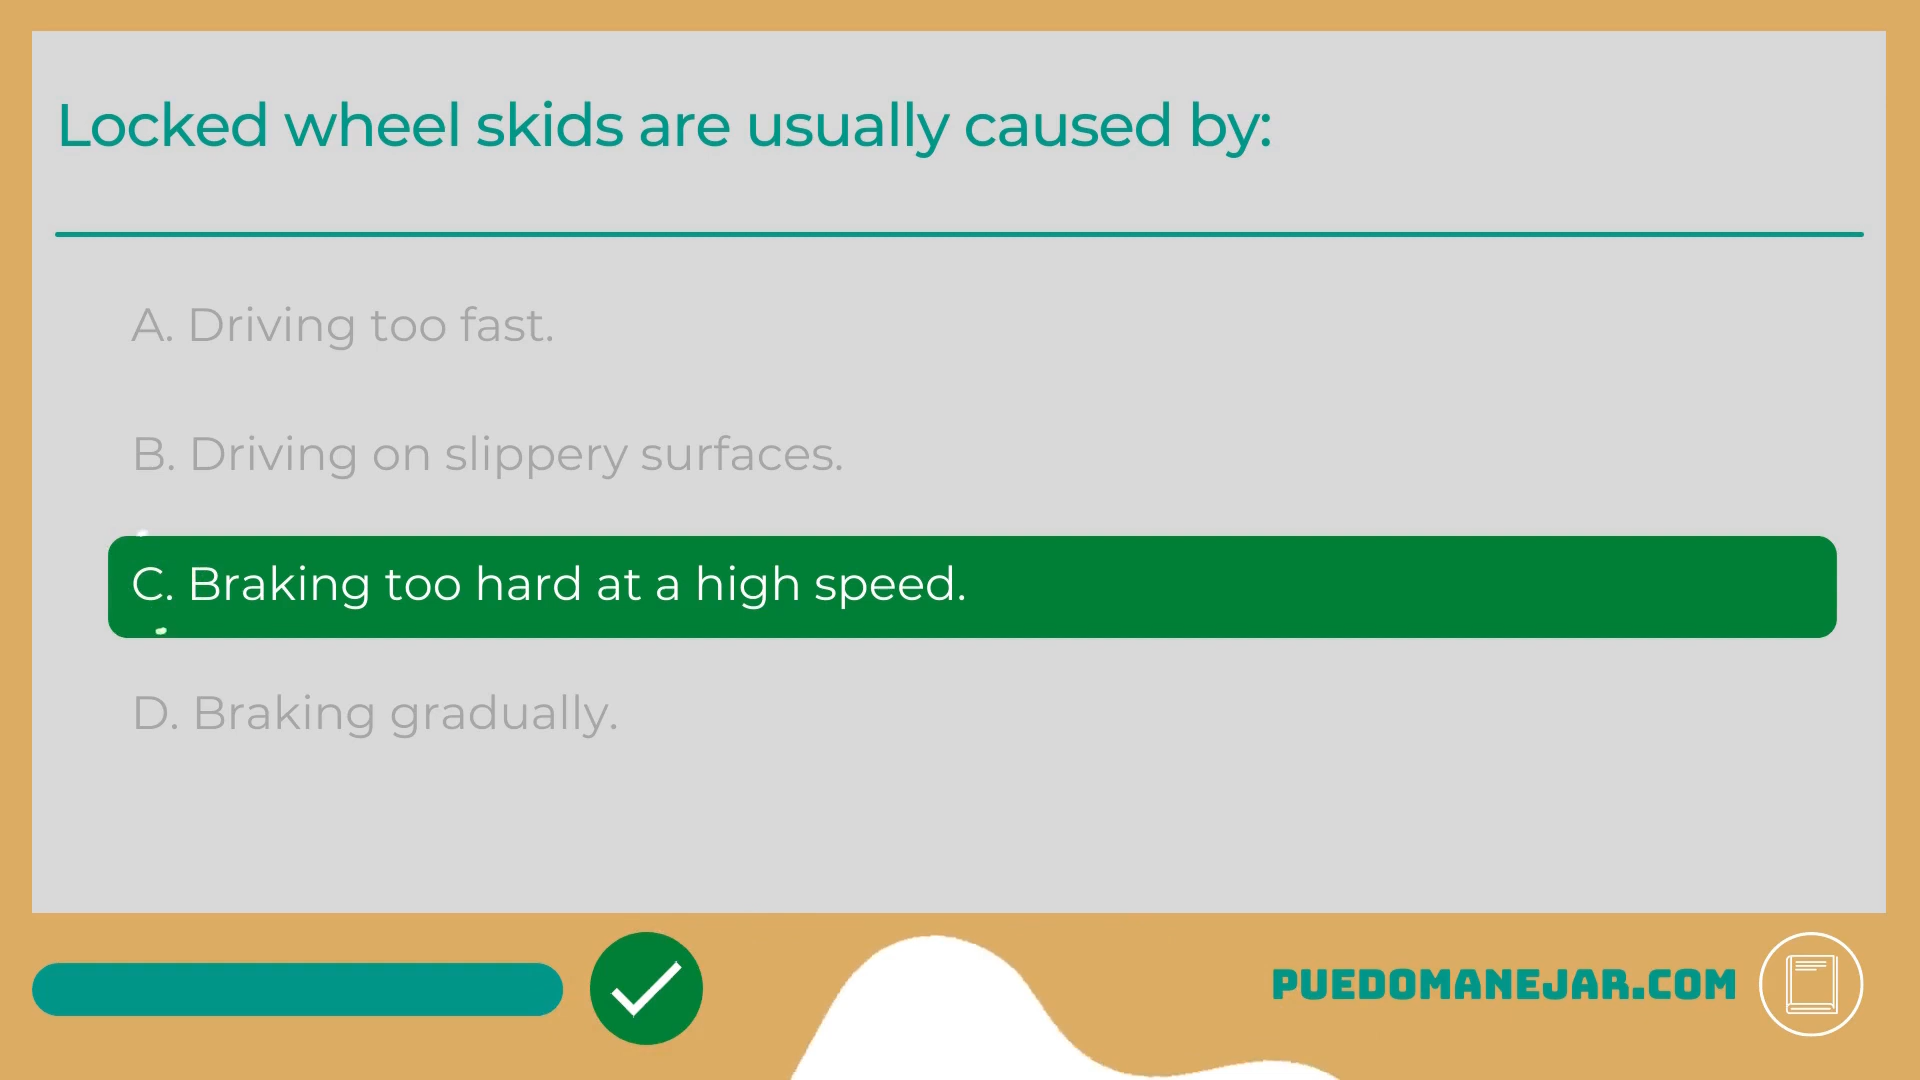 Locked wheel skids are usually caused by:
A. Driving too fast.
B. Driving on slippery surfaces.
C. Braking too hard at a high speed.
D. Braking gradually.
PUEDOMANEJAR.COM